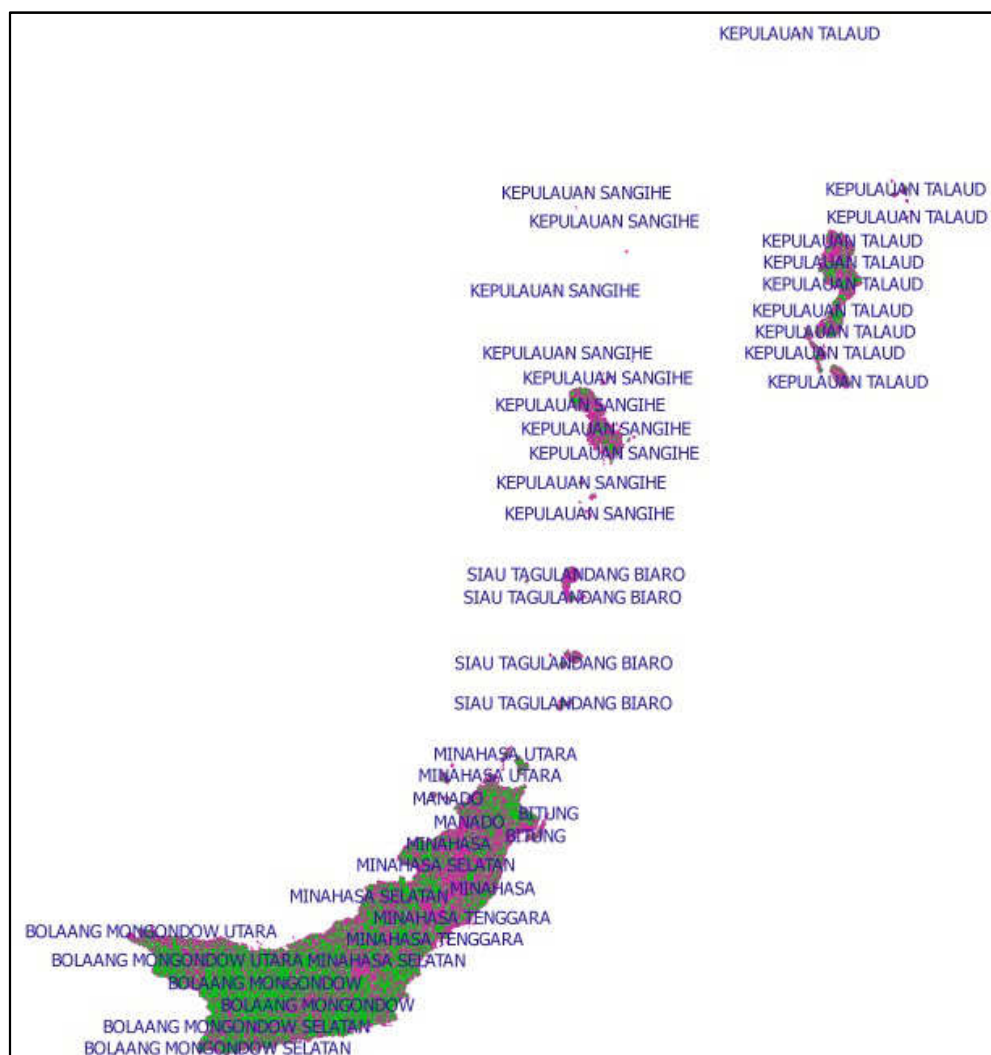 KEPULAUAN TALAUD
KEPULAUAN TALAUD
KEPULAUAN SANGIHE
KEPULAUAN TALAUD
KEPULAUAN SANGIHE
KEPULAUAN TALAUD
KEPULAUAN TALAUD
KEPULAUAN TALAUD
KEPULAUAN SANGIHE
KEPULAUAN TALAUD
KEPULAUAN TALAUD
KEPULAUAN SANGIHE
KEPULAUAN TALAUD
KEPULAUAN SANGIHE
KEPULAUAN TALAUD
KEPULAUAN SANGIHE
KEPULAUAN SANGIHE
KEPULAUAN SANGIHE
KEPULAUAN SANGIHE
KEPULAUAN SANGIHE
SIAU TAGULANDANG BIARO
SIAU TAGULANDANG BIARO
SIAU TAGULANDANG BIARO
SIAU TAGULANDANG BIARO
MINAHASA UTARA
MINAHASA UTARA
MANADO
BITUNG
MANADO
BITUNG
MINAHASA
MINAHASA SELATAN
MINAHASA
MINAHASA SELATAN
MINAHASA TENGGARA
BOLAANG MONGONDOW UTARA
MINAHASA TENGGARA
BOLAANG MONGONDOW UTARA
MINAHASA SELATAN
BOLAANG MONGONDOW
BOLAANG MONGONDOW
BOLAANG MONGONDOW SELATAN
BOLAANG MONGONDOW SELATAN